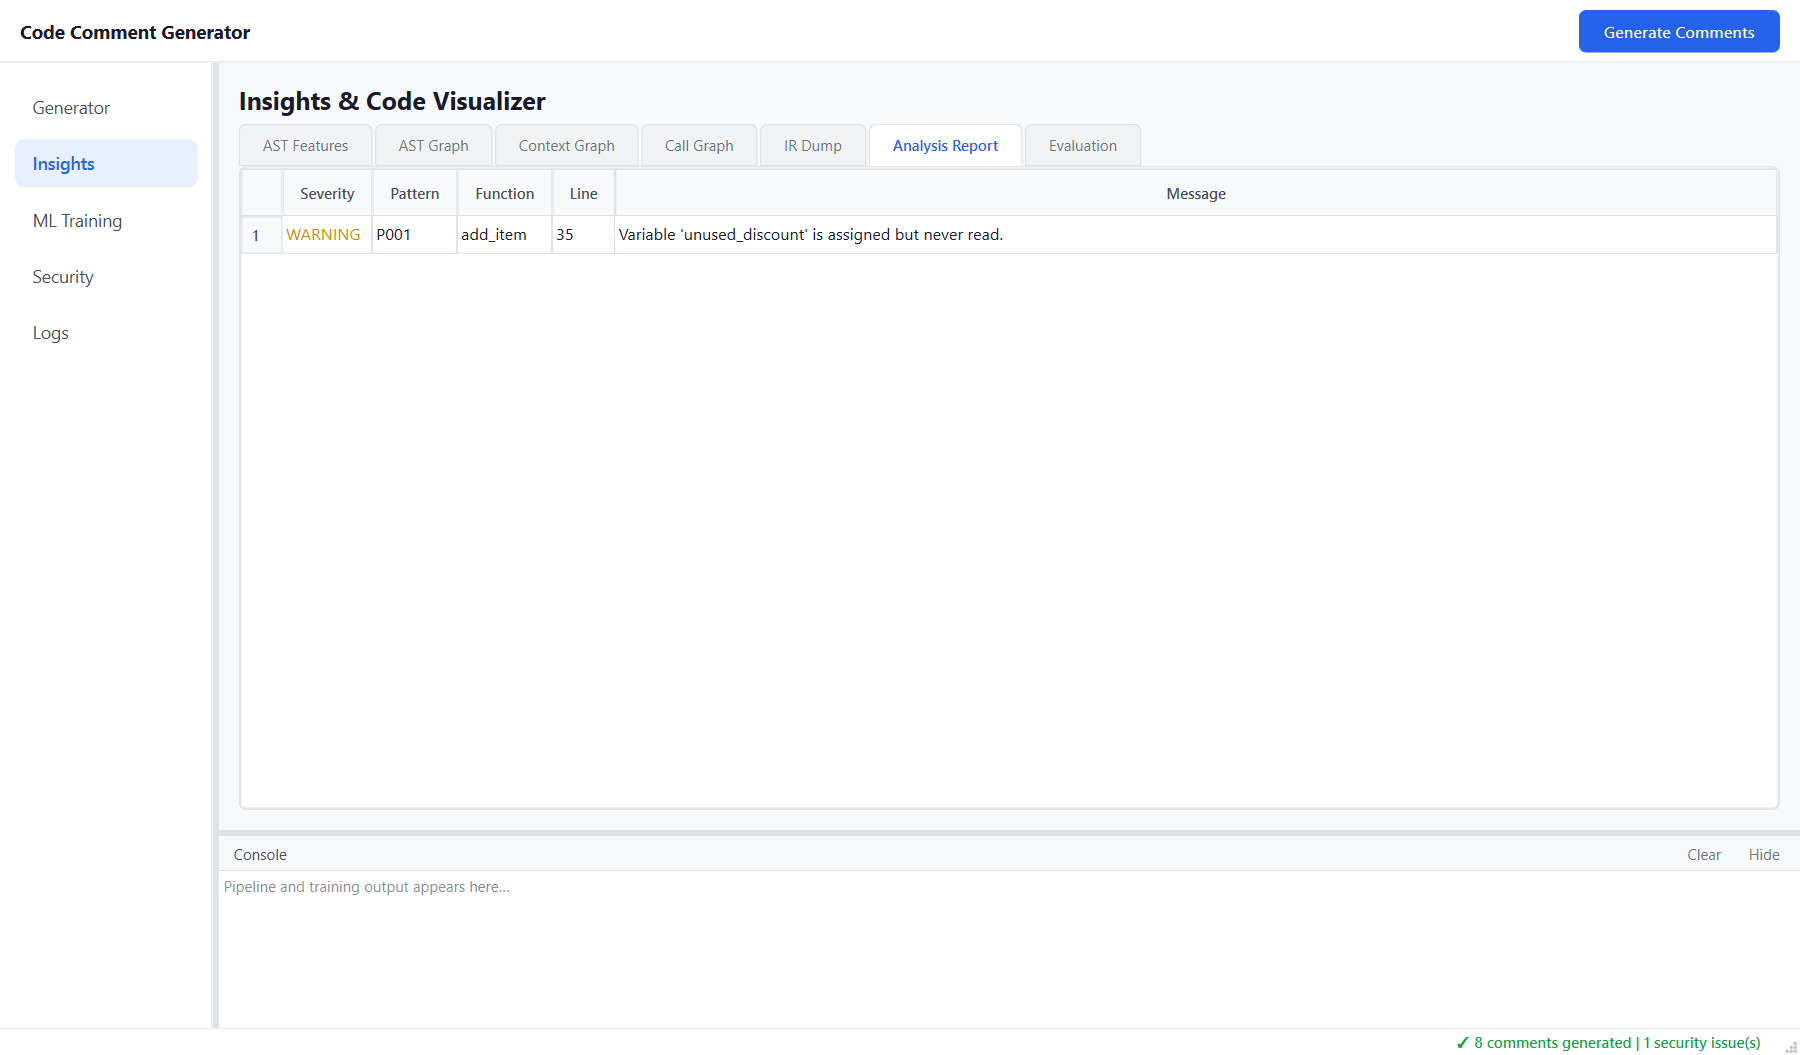 Code Comment Generator
Generate Comments
Generator
Insights
ML Training
Security
Logs
Insights & Code Visualizer
AST Features
AST Graph
Context Graph
Call Graph
IR Dump
Analysis Report
Evaluation
Severity Pattern Function Line Message
1 WARNING P001 add_item 35 Variable 'unused_discount' is assigned but never read.
Console
Clear
Hide
Pipeline and training output appears here...
✓ 8 comments generated | 1 security issue(s)